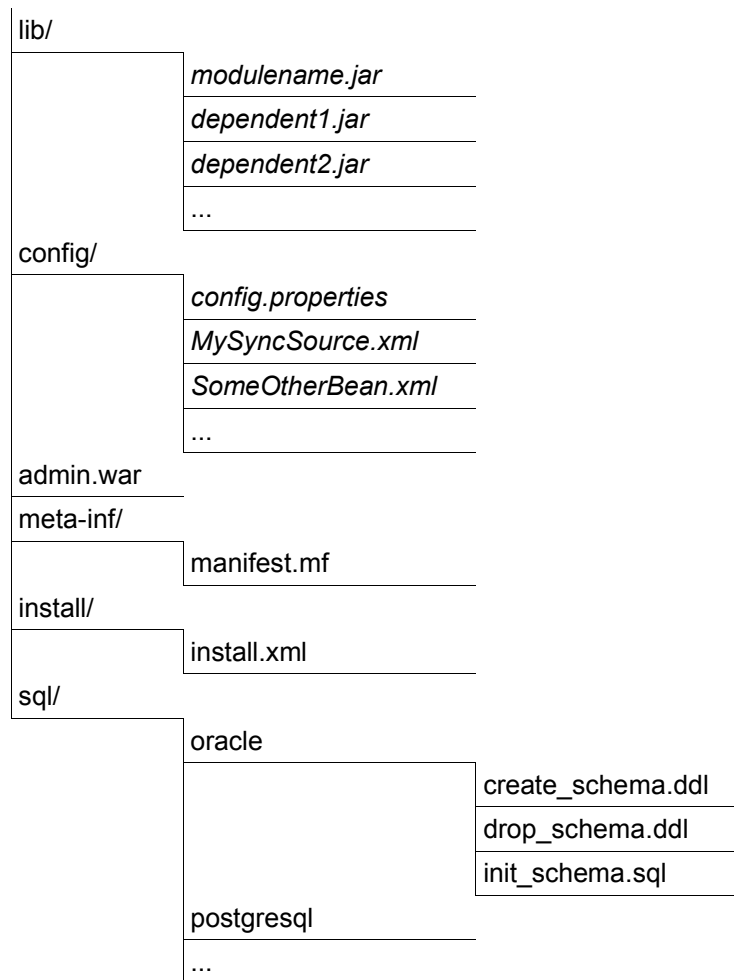 lib/
modulename.jar
dependent1.jar
dependent2.jar
...
config/
config.properties
MySyncSource.xml
SomeOtherBean.xml
...
admin.war
meta-inf/
manifest.mf
install/
install.xml
sql/
oracle
create_schema.ddl
drop_schema.ddl
init_schema.sql
postgresql
...